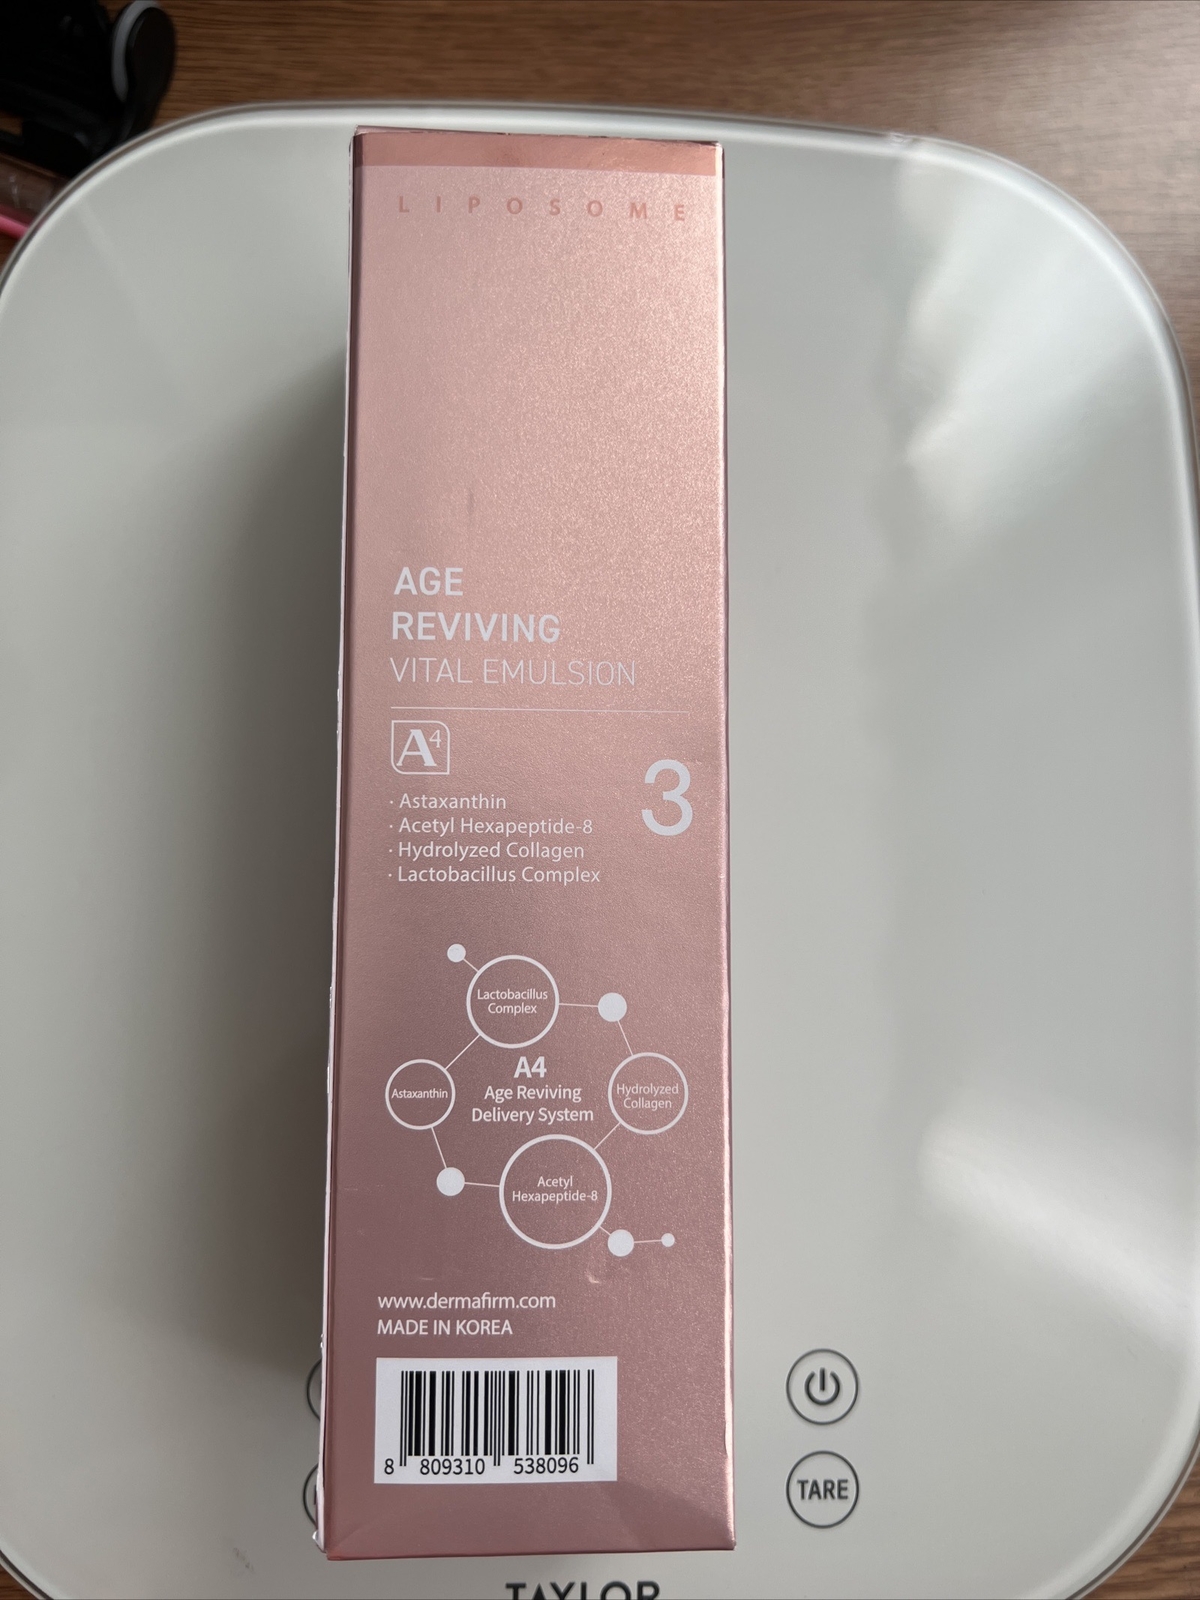 LIPOSOME
AGE
REVIVING
VITAL EMULSION
A4
3
· Astaxanthin
· Acetyl Hexapeptide-8
· Hydrolyzed Collagen
· Lactobacillus Complex
Lactobacillus
Complex
A4
Age Reviving
Delivery System
Astaxanthin
Hydrolyzed
Collagen
Acetyl
Hexapeptide-8
www.dermafirm.com
MADE IN KOREA
8 809310 538096
TARE
TAYLOR